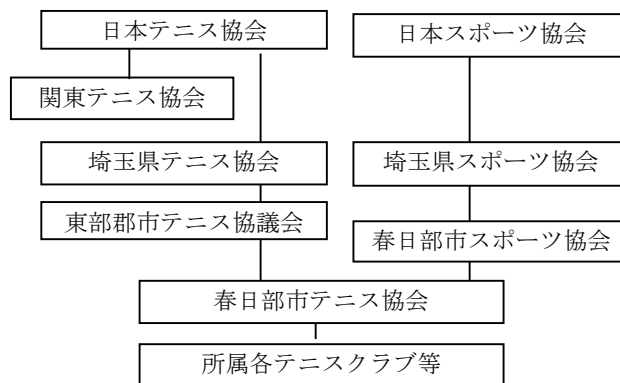 日本テニス協会
日本スポーツ協会
関東テニス協会
埼玉県テニス協会
埼玉県スポーツ協会
東部郡市テニス協議会
春日部市スポーツ協会
春日部市テニス協会
所属各テニスクラブ等